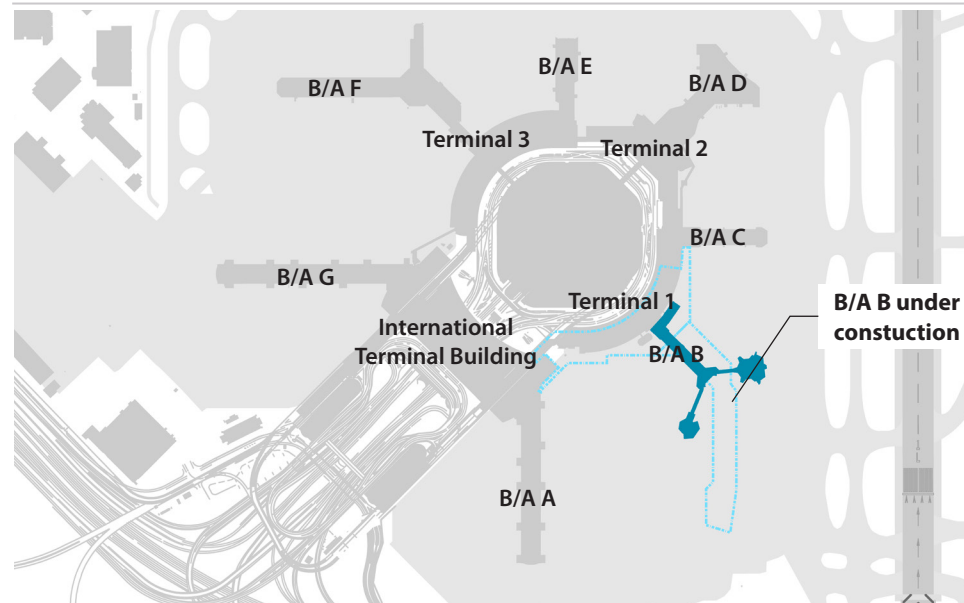 B/A E
B/A F
B/A D
Terminal 3
Terminal 2
B/A C
B/A G
Terminal 1
B/A B under
constuction
International
Terminal Building
B/A B
B/A A